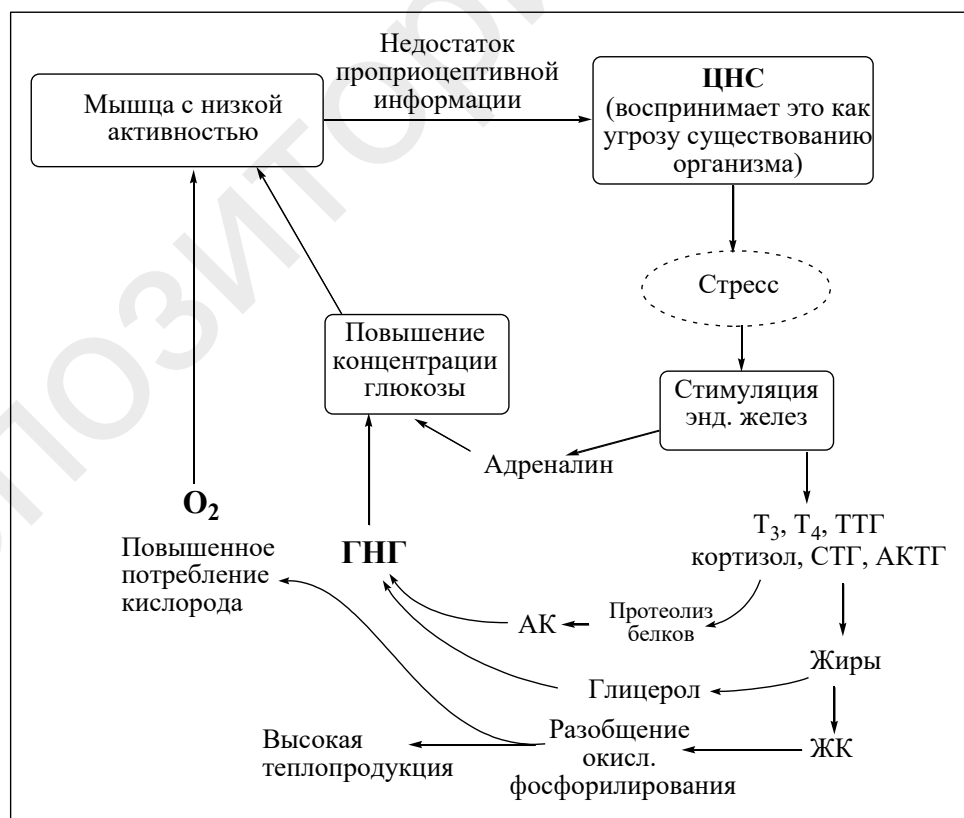 Недостаток
проприоцептивной
информации
Мышца с низкой
активностью
ЦНС
(воспринимает это как
угрозу существованию
организма)
Стресс
Повышение
концентрации
глюкозы
Стимуляция
энд. желез
Адреналин
O2
Повышенное
потребление
кислорода
ГНГ
Т3, Т4, ТТГ
кортизол, СТГ, АКТГ
АК
Протеолиз
белков
Жиры
Глицерол
Высокая
теплопродукция
Разобщение
окисл.
фосфорилирования
ЖК